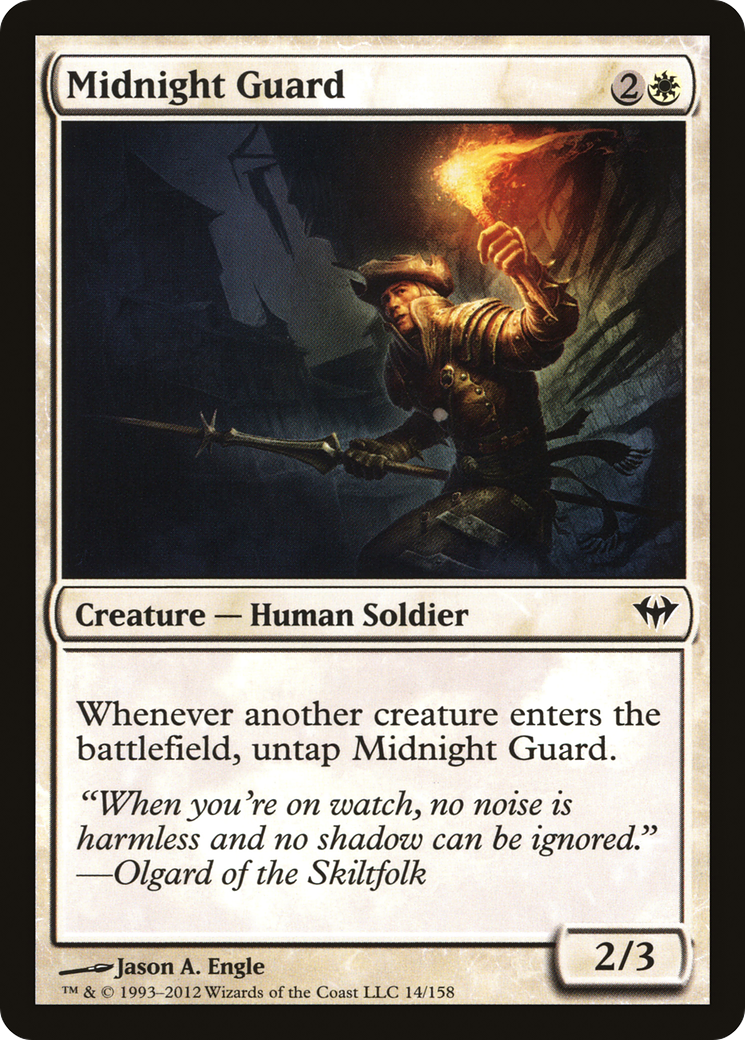 Midnight Guard 2
Creature — Human Soldier
Whenever another creature enters the
battlefield, untap Midnight Guard.
“When you’re on watch, no noise is
harmless and no shadow can be ignored.”
—Olgard of the Skiltfolk
2/3
Jason A. Engle
™ & © 1993–2012 Wizards of the Coast LLC 14/158